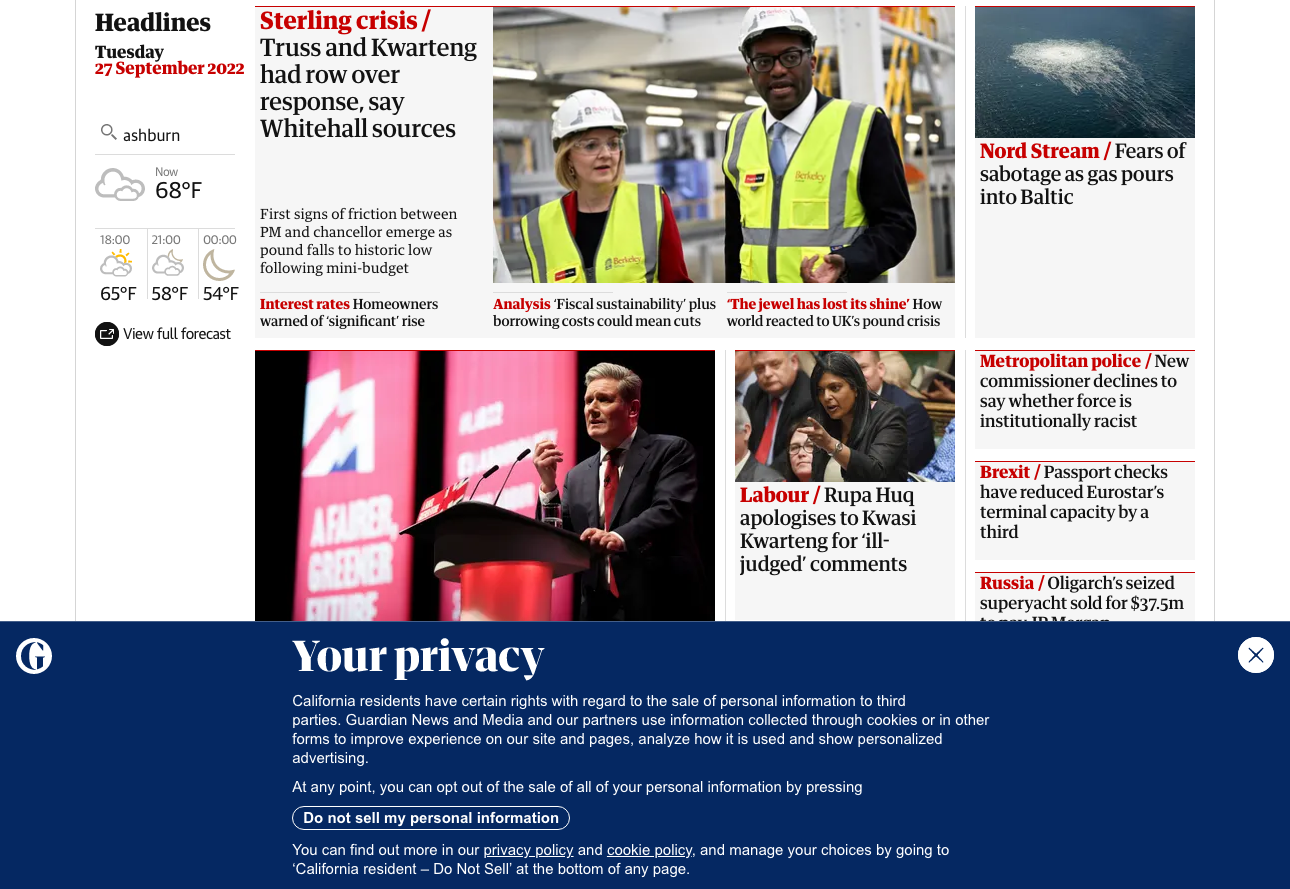 Headlines
Tuesday
27 September 2022
ashburn
Now
68°F
18:00
21:00
00:00
65°F
58°F
54°F
View full forecast
Sterling crisis /
Truss and Kwarteng
had row over
response, say
Whitehall sources
First signs of friction between
PM and chancellor emerge as
pound falls to historic low
following mini-budget
Interest rates Homeowners
warned of ‘significant’ rise
Berkeley
Berkeley
Analysis ‘Fiscal sustainability’ plus
borrowing costs could mean cuts
‘The jewel has lost its shine’ How
world reacted to UK’s pound crisis
Nord Stream / Fears of
sabotage as gas pours
into Baltic
A FAIRER,
GREENER
FUTURE
Labour / Rupa Huq
apologises to Kwasi
Kwarteng for ‘ill-
judged’ comments
Metropolitan police / New
commissioner declines to
say whether force is
institutionally racist
Brexit / Passport checks
have reduced Eurostar’s
terminal capacity by a
third
Russia / Oligarch’s seized
superyacht sold for $37.5m
to pay JP Morgan
Your privacy
California residents have certain rights with regard to the sale of personal information to third
parties. Guardian News and Media and our partners use information collected through cookies or in other
forms to improve experience on our site and pages, analyze how it is used and show personalized
advertising.
At any point, you can opt out of the sale of all of your personal information by pressing
Do not sell my personal information
You can find out more in our privacy policy and cookie policy, and manage your choices by going to
‘California resident – Do Not Sell’ at the bottom of any page.